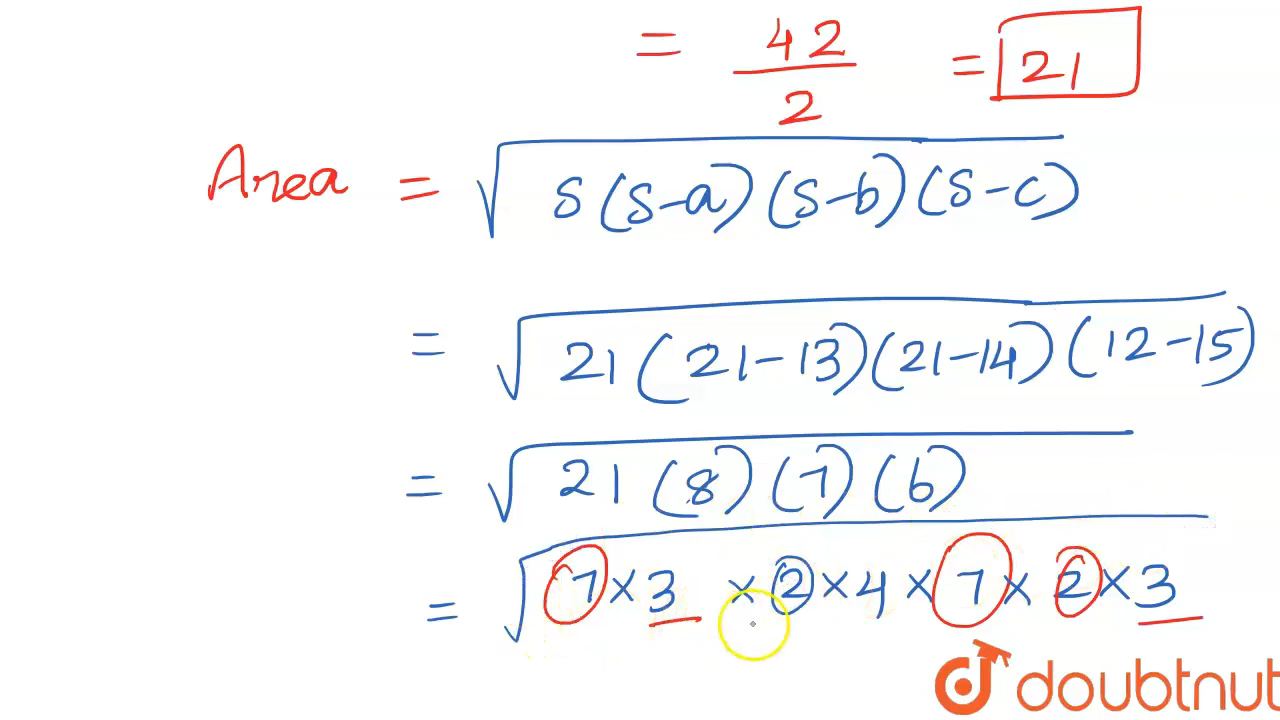 = 42/2 = 21
Area = √s(s-a)(s-b)(s-c)
= √21(21-13)(21-14)(12-15)
= √21(8)(7)(6)
= √7×3 ×2×4×7×2×3
doubtnut